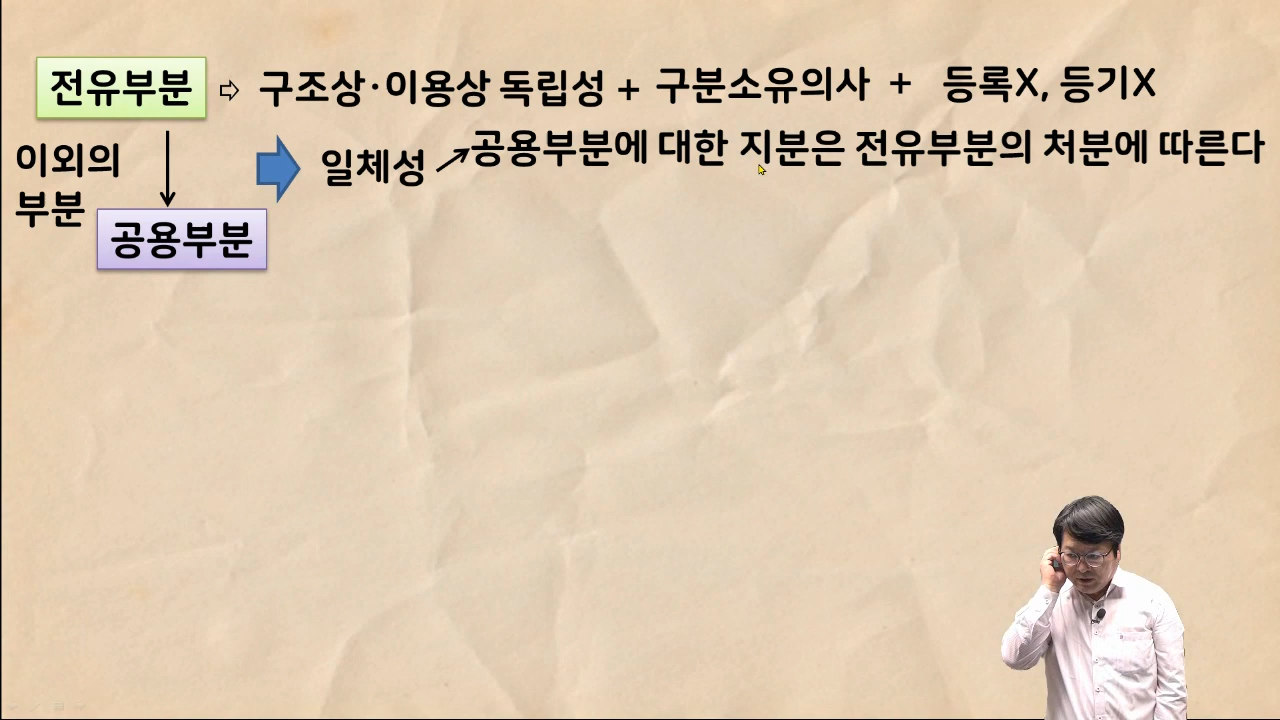 전유부분 ⇨ 구조상·이용상 독립성 + 구분소유의사 + 등록X, 등기X
이외의
부분
일체성 공용부분에 대한 지분은 전유부분의 처분에 따른다
공용부분